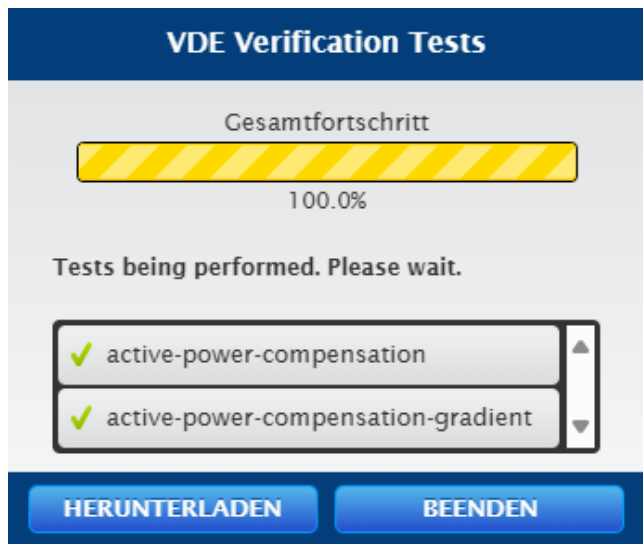 VDE Verification Tests
Gesamtfortschritt
100.0%
Tests being performed. Please wait.
active-power-compensation
active-power-compensation-gradient
HERUNTERLADEN
BEENDEN